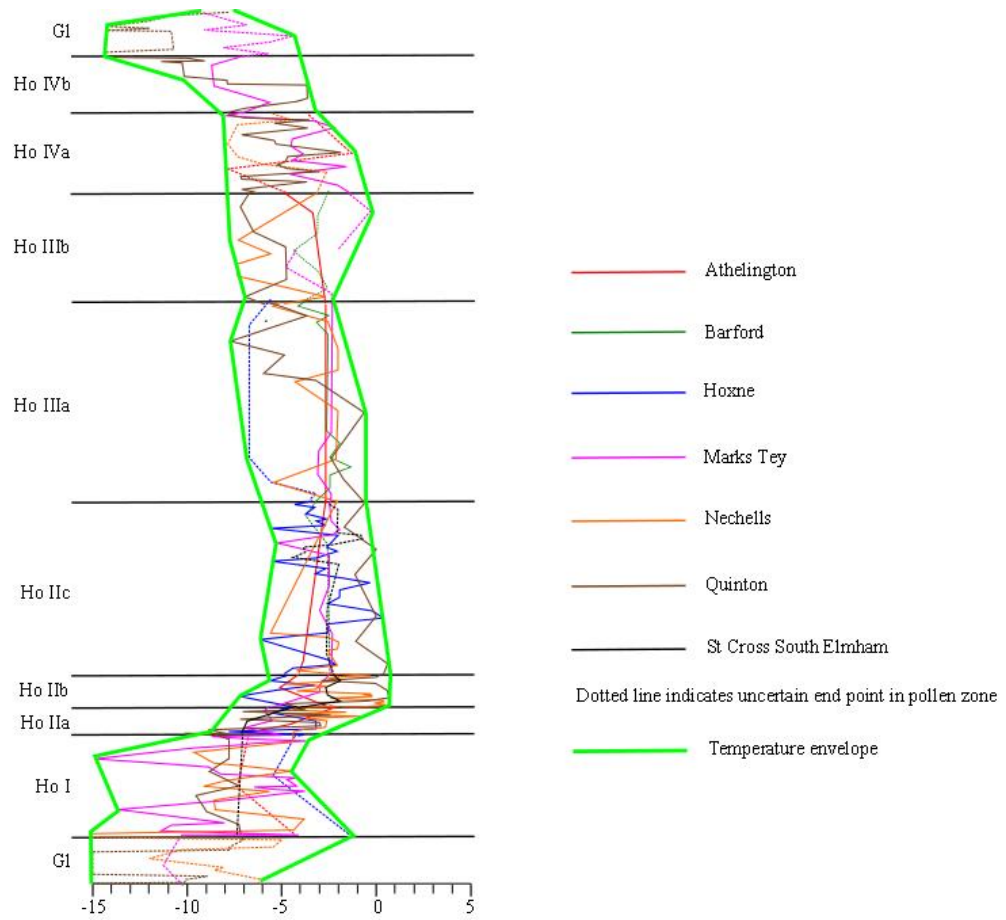 Gl
Ho IVb
Ho IVa
Ho IIIb
Ho IIIa
Ho IIc
Ho IIb
Ho IIa
Ho I
Gl
-15 -10 -5 0 5
Athelington
Barford
Hoxne
Marks Tey
Nechells
Quinton
St Cross South Elmham
Dotted line indicates uncertain end point in pollen zone
Temperature envelope